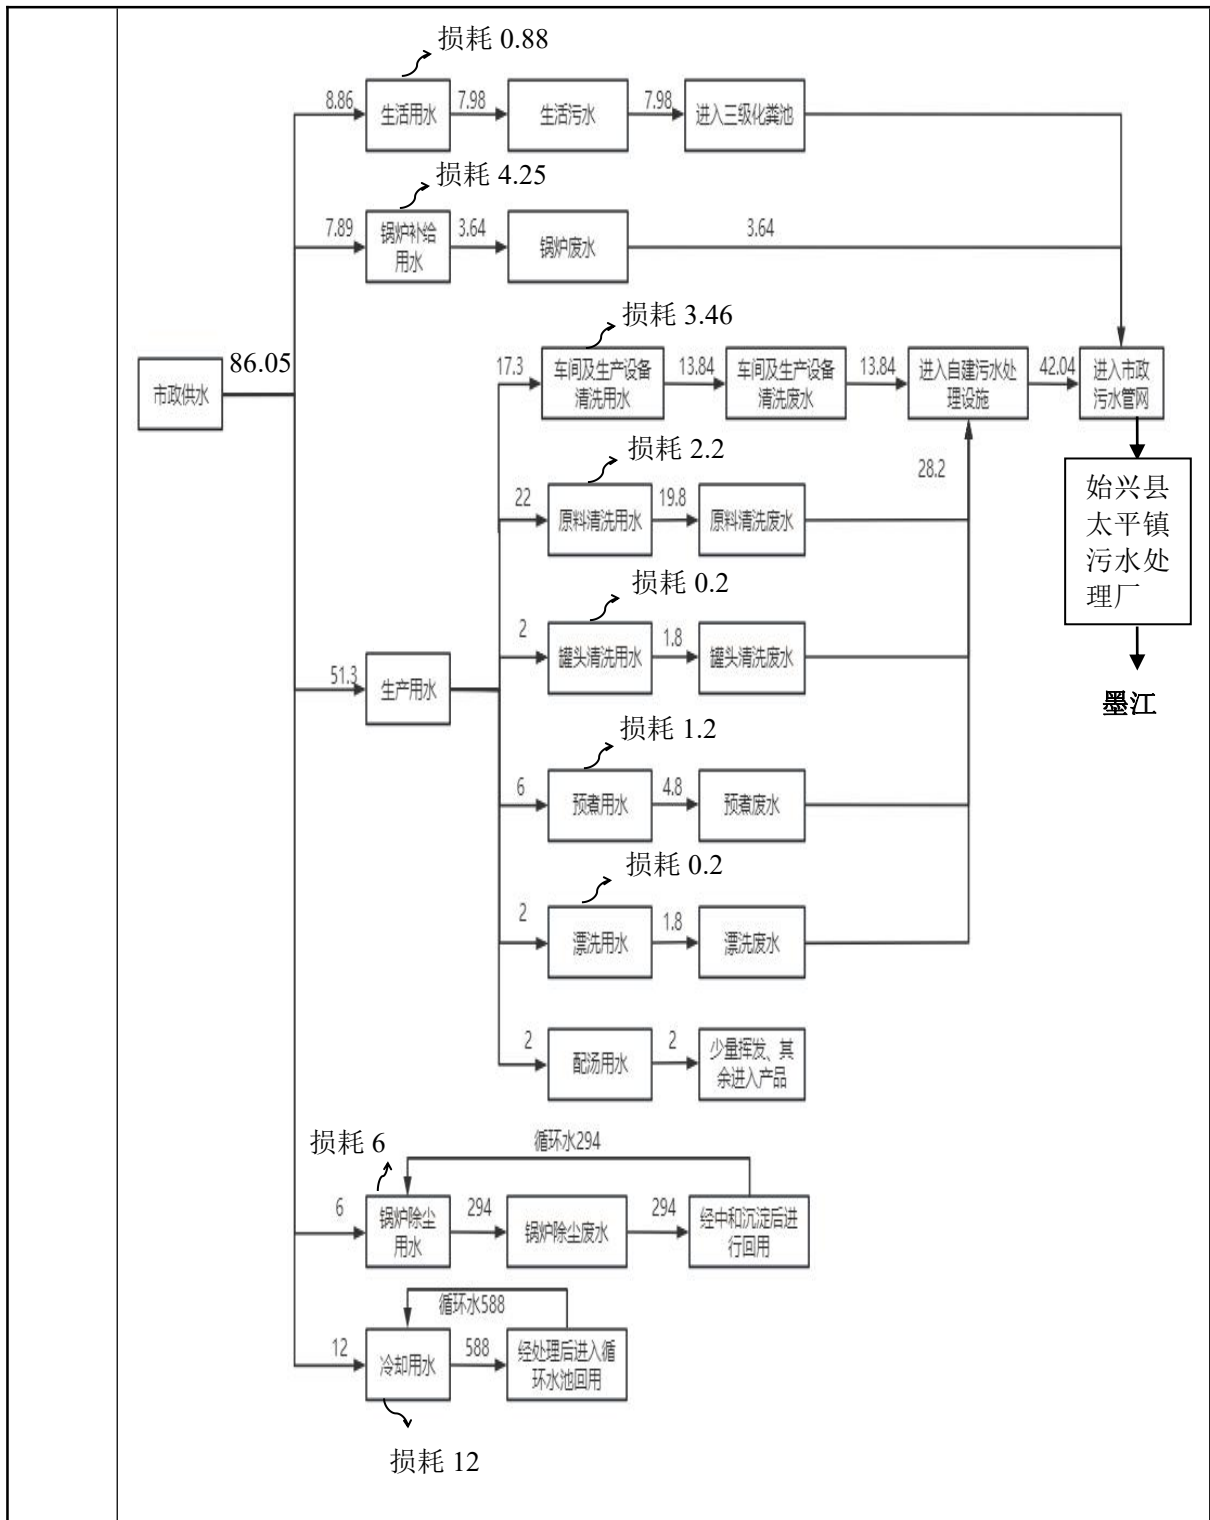 损耗 0.88
8.86
生活用水
7.98
生活污水
7.98
进入三级化粪池
损耗 4.25
7.89
锅炉补给
用水
3.64
锅炉废水
3.64
市政供水
86.05
损耗 3.46
17.3
车间及生产设备
清洗用水
13.84
车间及生产设备
清洗废水
13.84
进入自建污水处
理设施
42.04
进入市政
污水管网
损耗 2.2
22
原料清洗用水
19.8
原料清洗废水
28.2
始兴县
太平镇
污水处
理厂
墨江
损耗 0.2
2
罐头清洗用水
1.8
罐头清洗废水
51.3
生产用水
损耗 1.2
6
预煮用水
4.8
预煮废水
损耗 0.2
2
漂洗用水
1.8
漂洗废水
2
配汤用水
2
少量挥发、其
余进入产品
损耗 6
循环水294
6
锅炉除尘
用水
294
锅炉除尘废水
294
经中和沉淀后进
行回用
循环水588
12
冷却用水
588
经处理后进入循
环水池回用
损耗 12